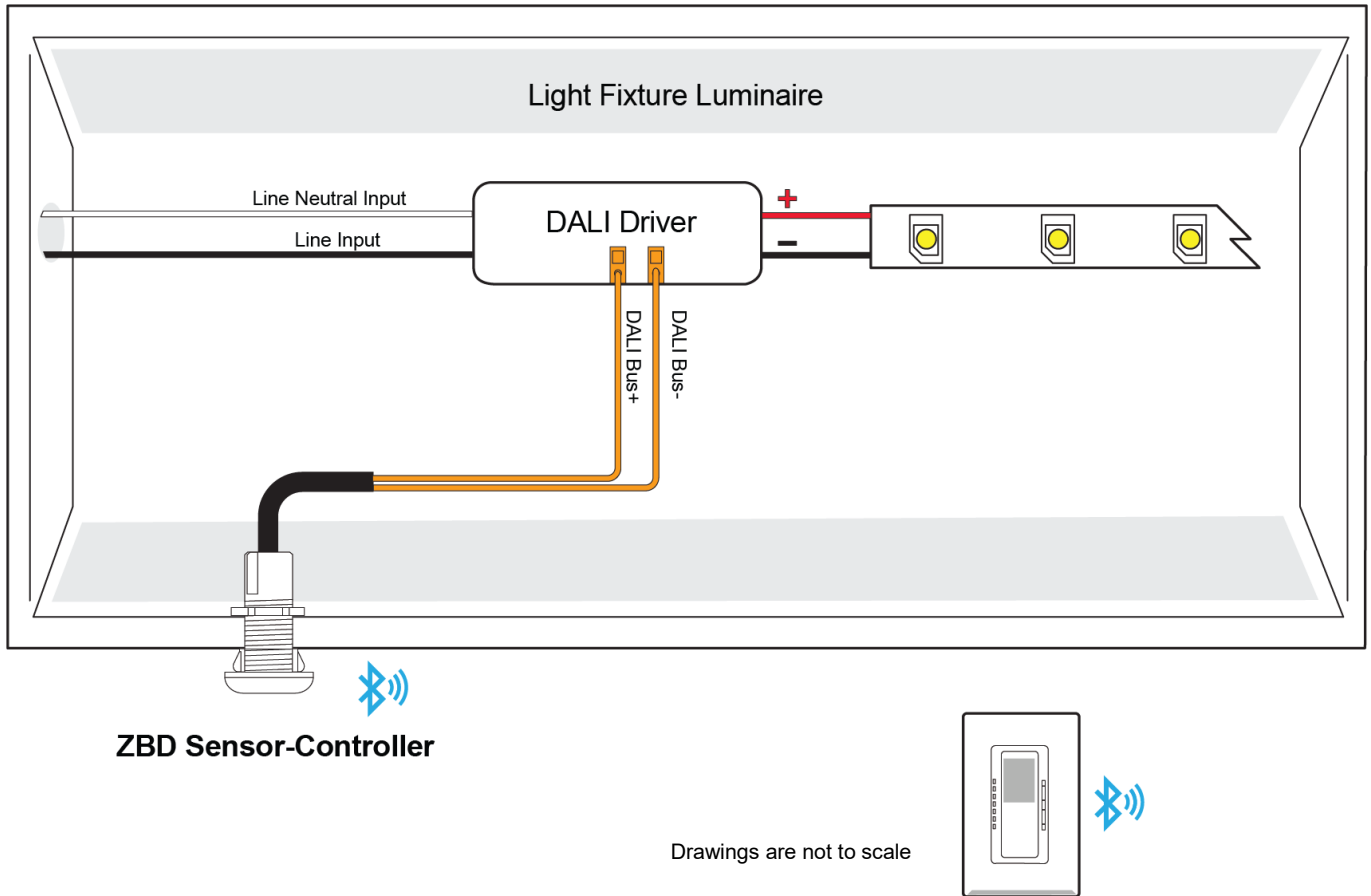 Light Fixture Luminaire
Line Neutral Input
Line Input
DALI Driver
+
–
DALI Bus+
DALI Bus-
ZBD Sensor-Controller
Drawings are not to scale